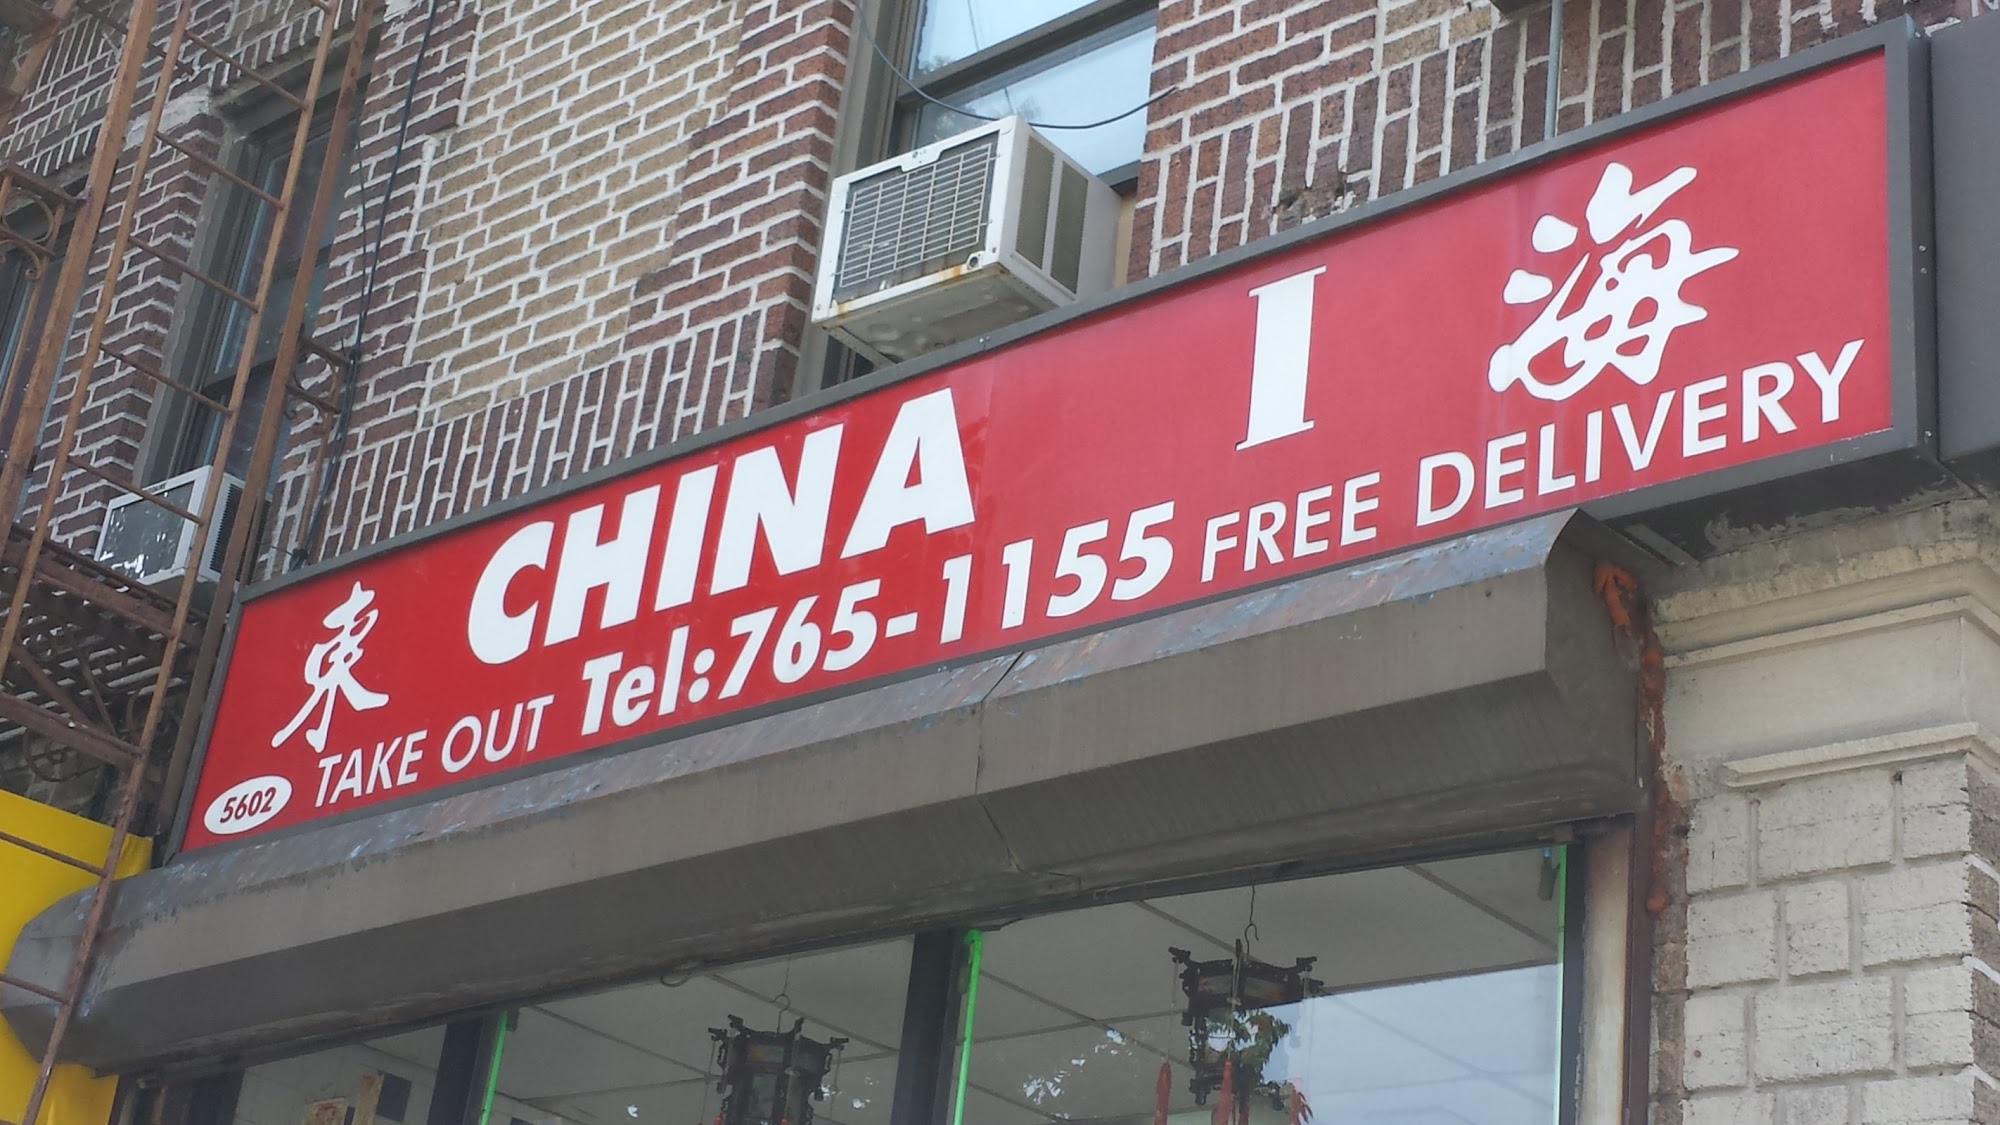 東 CHINA I 海
5602 TAKE OUT Tel:765-1155 FREE DELIVERY